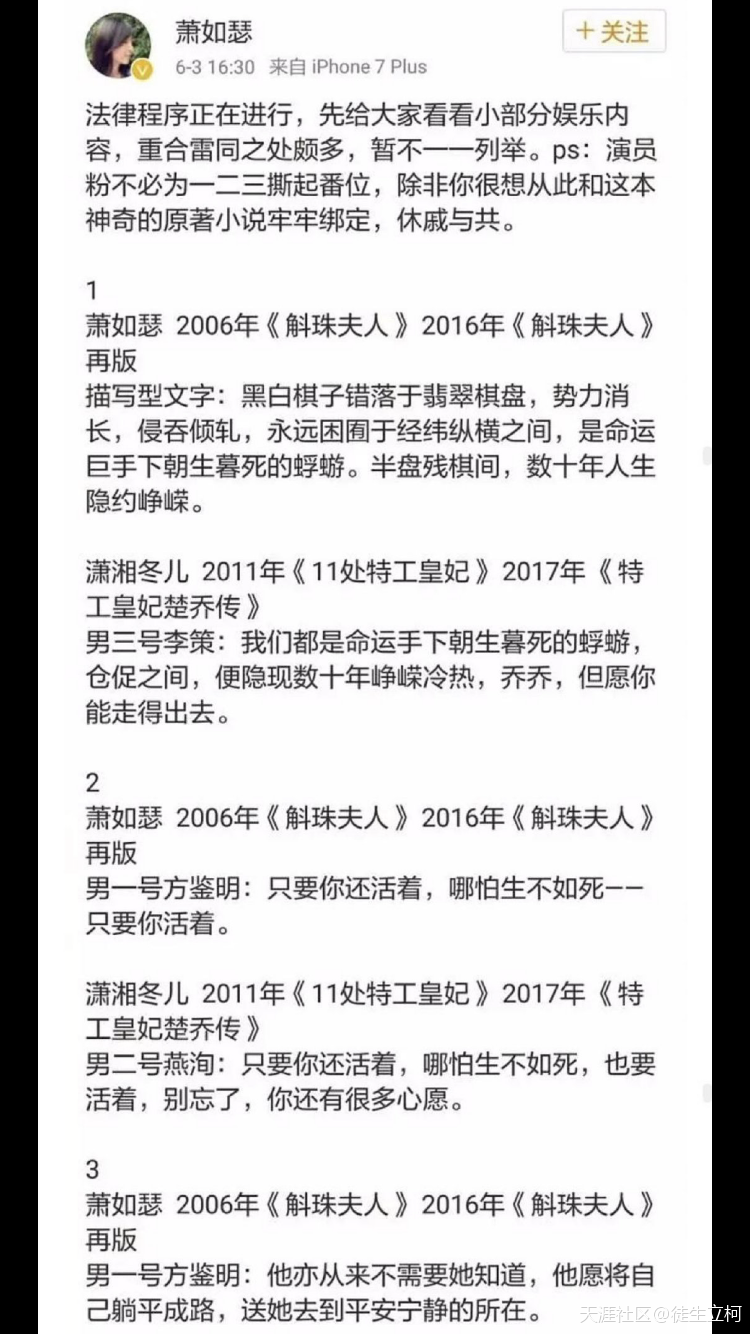 萧如瑟
+ 关注
6-3 16:30 来自 iPhone 7 Plus
法律程序正在进行，先给大家看看小部分娱乐内
容，重合雷同之处颇多，暂不一一列举。ps：演员
粉不必为一二三撕起番位，除非你很想从此和这本
神奇的原著小说牢牢绑定，休戚与共。
1
萧如瑟 2006年《斛珠夫人》2016年《斛珠夫人》
再版
描写型文字：黑白棋子错落于翡翠棋盘，势力消
长，侵吞倾轧，永远困囿于经纬纵横之间，是命运
巨手下朝生暮死的蜉蝣。半盘残棋间，数十年人生
隐约峥嵘。
潇湘冬儿 2011年《11处特工皇妃》2017年《特
工皇妃楚乔传》
男三号李策：我们都是命运手下朝生暮死的蜉蝣，
仓促之间，便隐现数十年峥嵘冷热，乔乔，但愿你
能走得出去。
2
萧如瑟 2006年《斛珠夫人》2016年《斛珠夫人》
再版
男一号方鉴明：只要你还活着，哪怕生不如死——
只要你活着。
潇湘冬儿 2011年《11处特工皇妃》2017年《特
工皇妃楚乔传》
男二号燕洵：只要你还活着，哪怕生不如死，也要
活着，别忘了，你还有很多心愿。
3
萧如瑟 2006年《斛珠夫人》2016年《斛珠夫人》
再版
男一号方鉴明：他亦从来不需要她知道，他愿将自
己躺平成路，送她去到平安宁静的所在。
天涯社区@徒生立柯